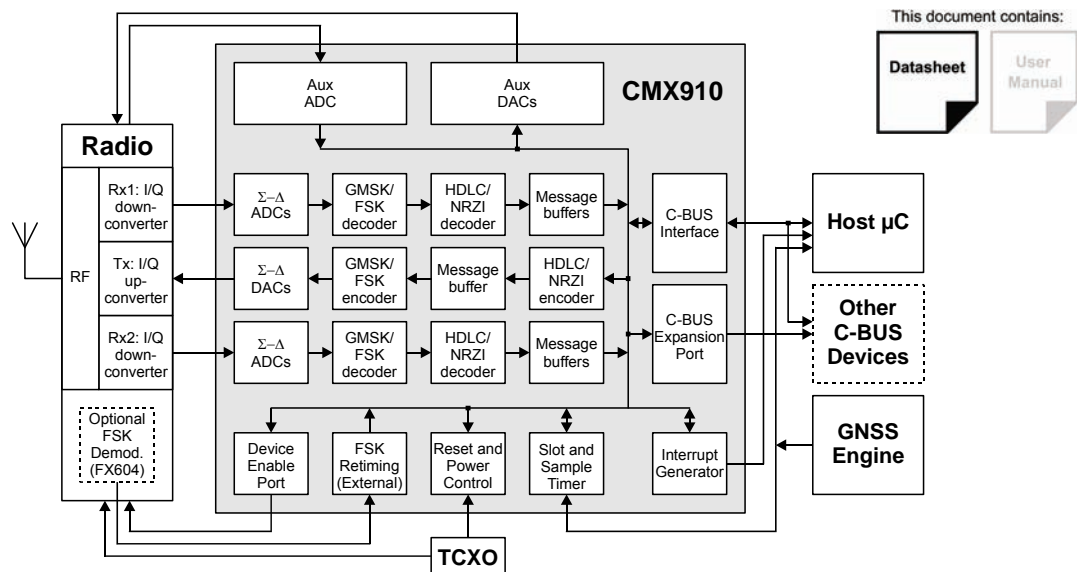 This document contains:
Datasheet
User
Manual
Aux
ADC
Aux
DACs
CMX910
Radio
RF
Rx1: I/Q
down-
converter
Tx: I/Q
up-
converter
Rx2: I/Q
down-
converter
Optional
FSK
Demod.
(FX604)
Σ–Δ
ADCs
GMSK/
FSK
decoder
HDLC/
NRZI
decoder
Message
buffers
Σ–Δ
DACs
GMSK/
FSK
encoder
Message
buffer
HDLC/
NRZI
encoder
Σ–Δ
ADCs
GMSK/
FSK
decoder
HDLC/
NRZI
decoder
Message
buffers
C-BUS
Interface
C-BUS
Expansion
Port
Host µC
Other
C-BUS
Devices
GNSS
Engine
Device
Enable
Port
FSK
Retiming
(External)
Reset and
Power
Control
Slot and
Sample
Timer
Interrupt
Generator
TCXO